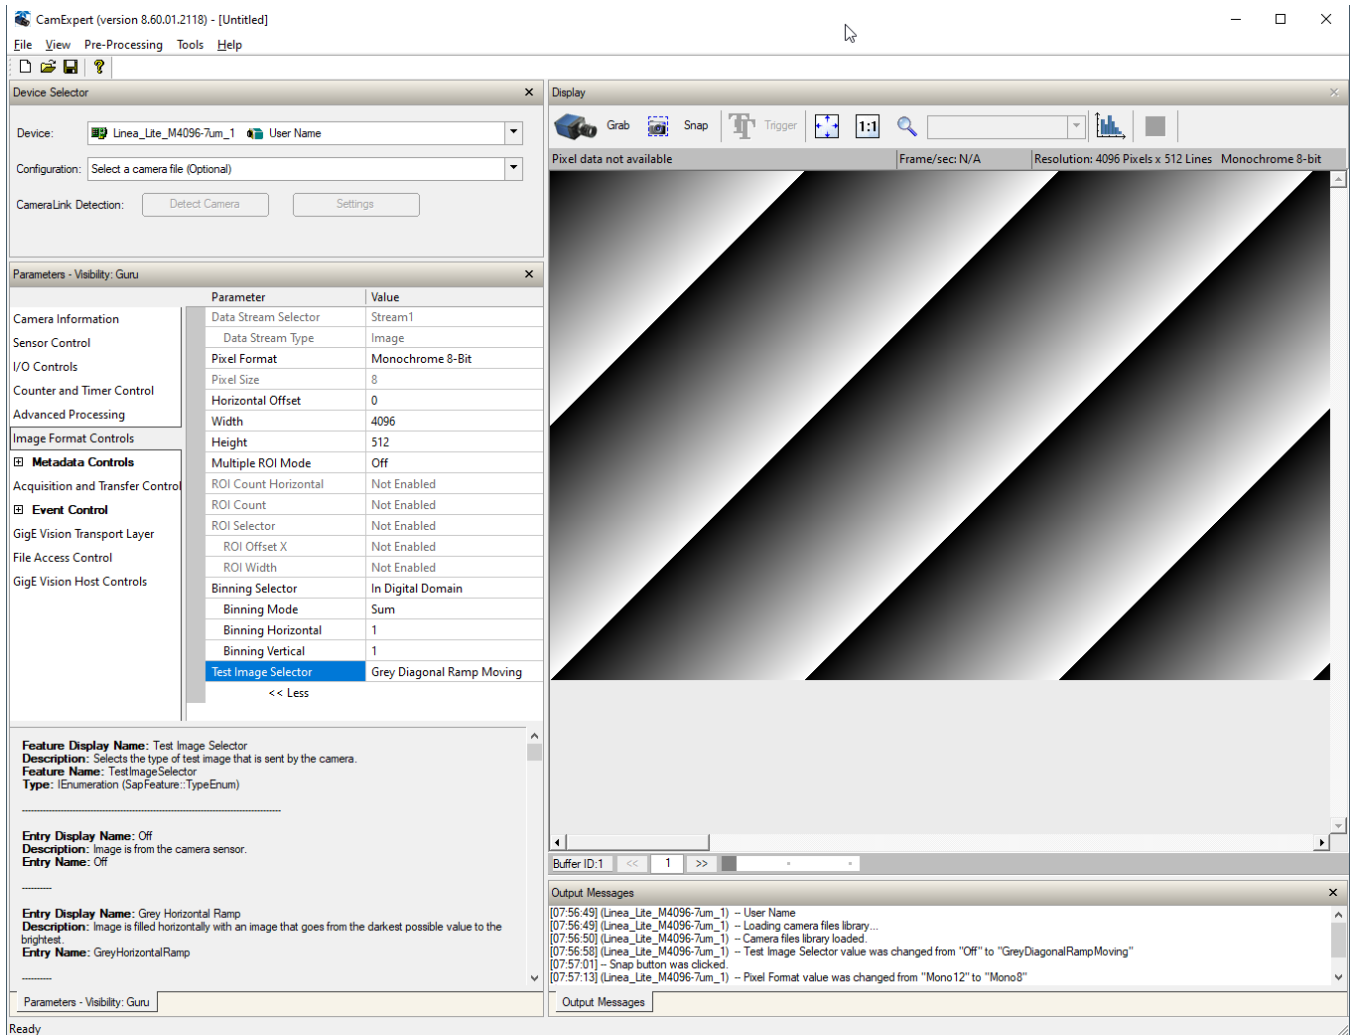 CamExpert (version 8.60.01.2118) - [Untitled]
File View Pre-Processing Tools Help
Device Selector
Device: Linea_Lite_M4096-7um_1 User Name
Configuration: Select a camera file (Optional)
CameraLink Detection: Detect Camera Settings
Parameters - Visibility: Guru
Camera Information
Sensor Control
I/O Controls
Counter and Timer Control
Advanced Processing
Image Format Controls
Metadata Controls
Acquisition and Transfer Control
Event Control
GigE Vision Transport Layer
File Access Control
GigE Vision Host Controls
Parameter Value
Data Stream Selector Stream1
Data Stream Type Image
Pixel Format Monochrome 8-Bit
Pixel Size 8
Horizontal Offset 0
Width 4096
Height 512
Multiple ROI Mode Off
ROI Count Horizontal Not Enabled
ROI Count Not Enabled
ROI Selector Not Enabled
ROI Offset X Not Enabled
ROI Width Not Enabled
Binning Selector In Digital Domain
Binning Mode Sum
Binning Horizontal 1
Binning Vertical 1
Test Image Selector Grey Diagonal Ramp Moving
<< Less
Feature Display Name: Test Image Selector
Description: Selects the type of test image that is sent by the camera.
Feature Name: TestImageSelector
Type: IEnumeration (SapFeature::TypeEnum)
Entry Display Name: Off
Description: Image is from the camera sensor.
Entry Name: Off
Entry Display Name: Grey Horizontal Ramp
Description: Image is filled horizontally with an image that goes from the darkest possible value to the
brightest.
Entry Name: GreyHorizontalRamp
Parameters - Visibility: Guru
Display
Grab Snap Trigger 1:1
Pixel data not available Frame/sec: N/A Resolution: 4096 Pixels x 512 Lines Monochrome 8-bit
Buffer ID:1 << 1 >>
Output Messages
[07:56:49] (Linea_Lite_M4096-7um_1) -- User Name
[07:56:49] (Linea_Lite_M4096-7um_1) -- Loading camera files library...
[07:56:50] (Linea_Lite_M4096-7um_1) -- Camera files library loaded.
[07:56:58] (Linea_Lite_M4096-7um_1) -- Test Image Selector value was changed from "Off" to "GreyDiagonalRampMoving"
[07:57:01] -- Snap button was clicked.
[07:57:13] (Linea_Lite_M4096-7um_1) -- Pixel Format value was changed from "Mono12" to "Mono8"
Output Messages
Ready